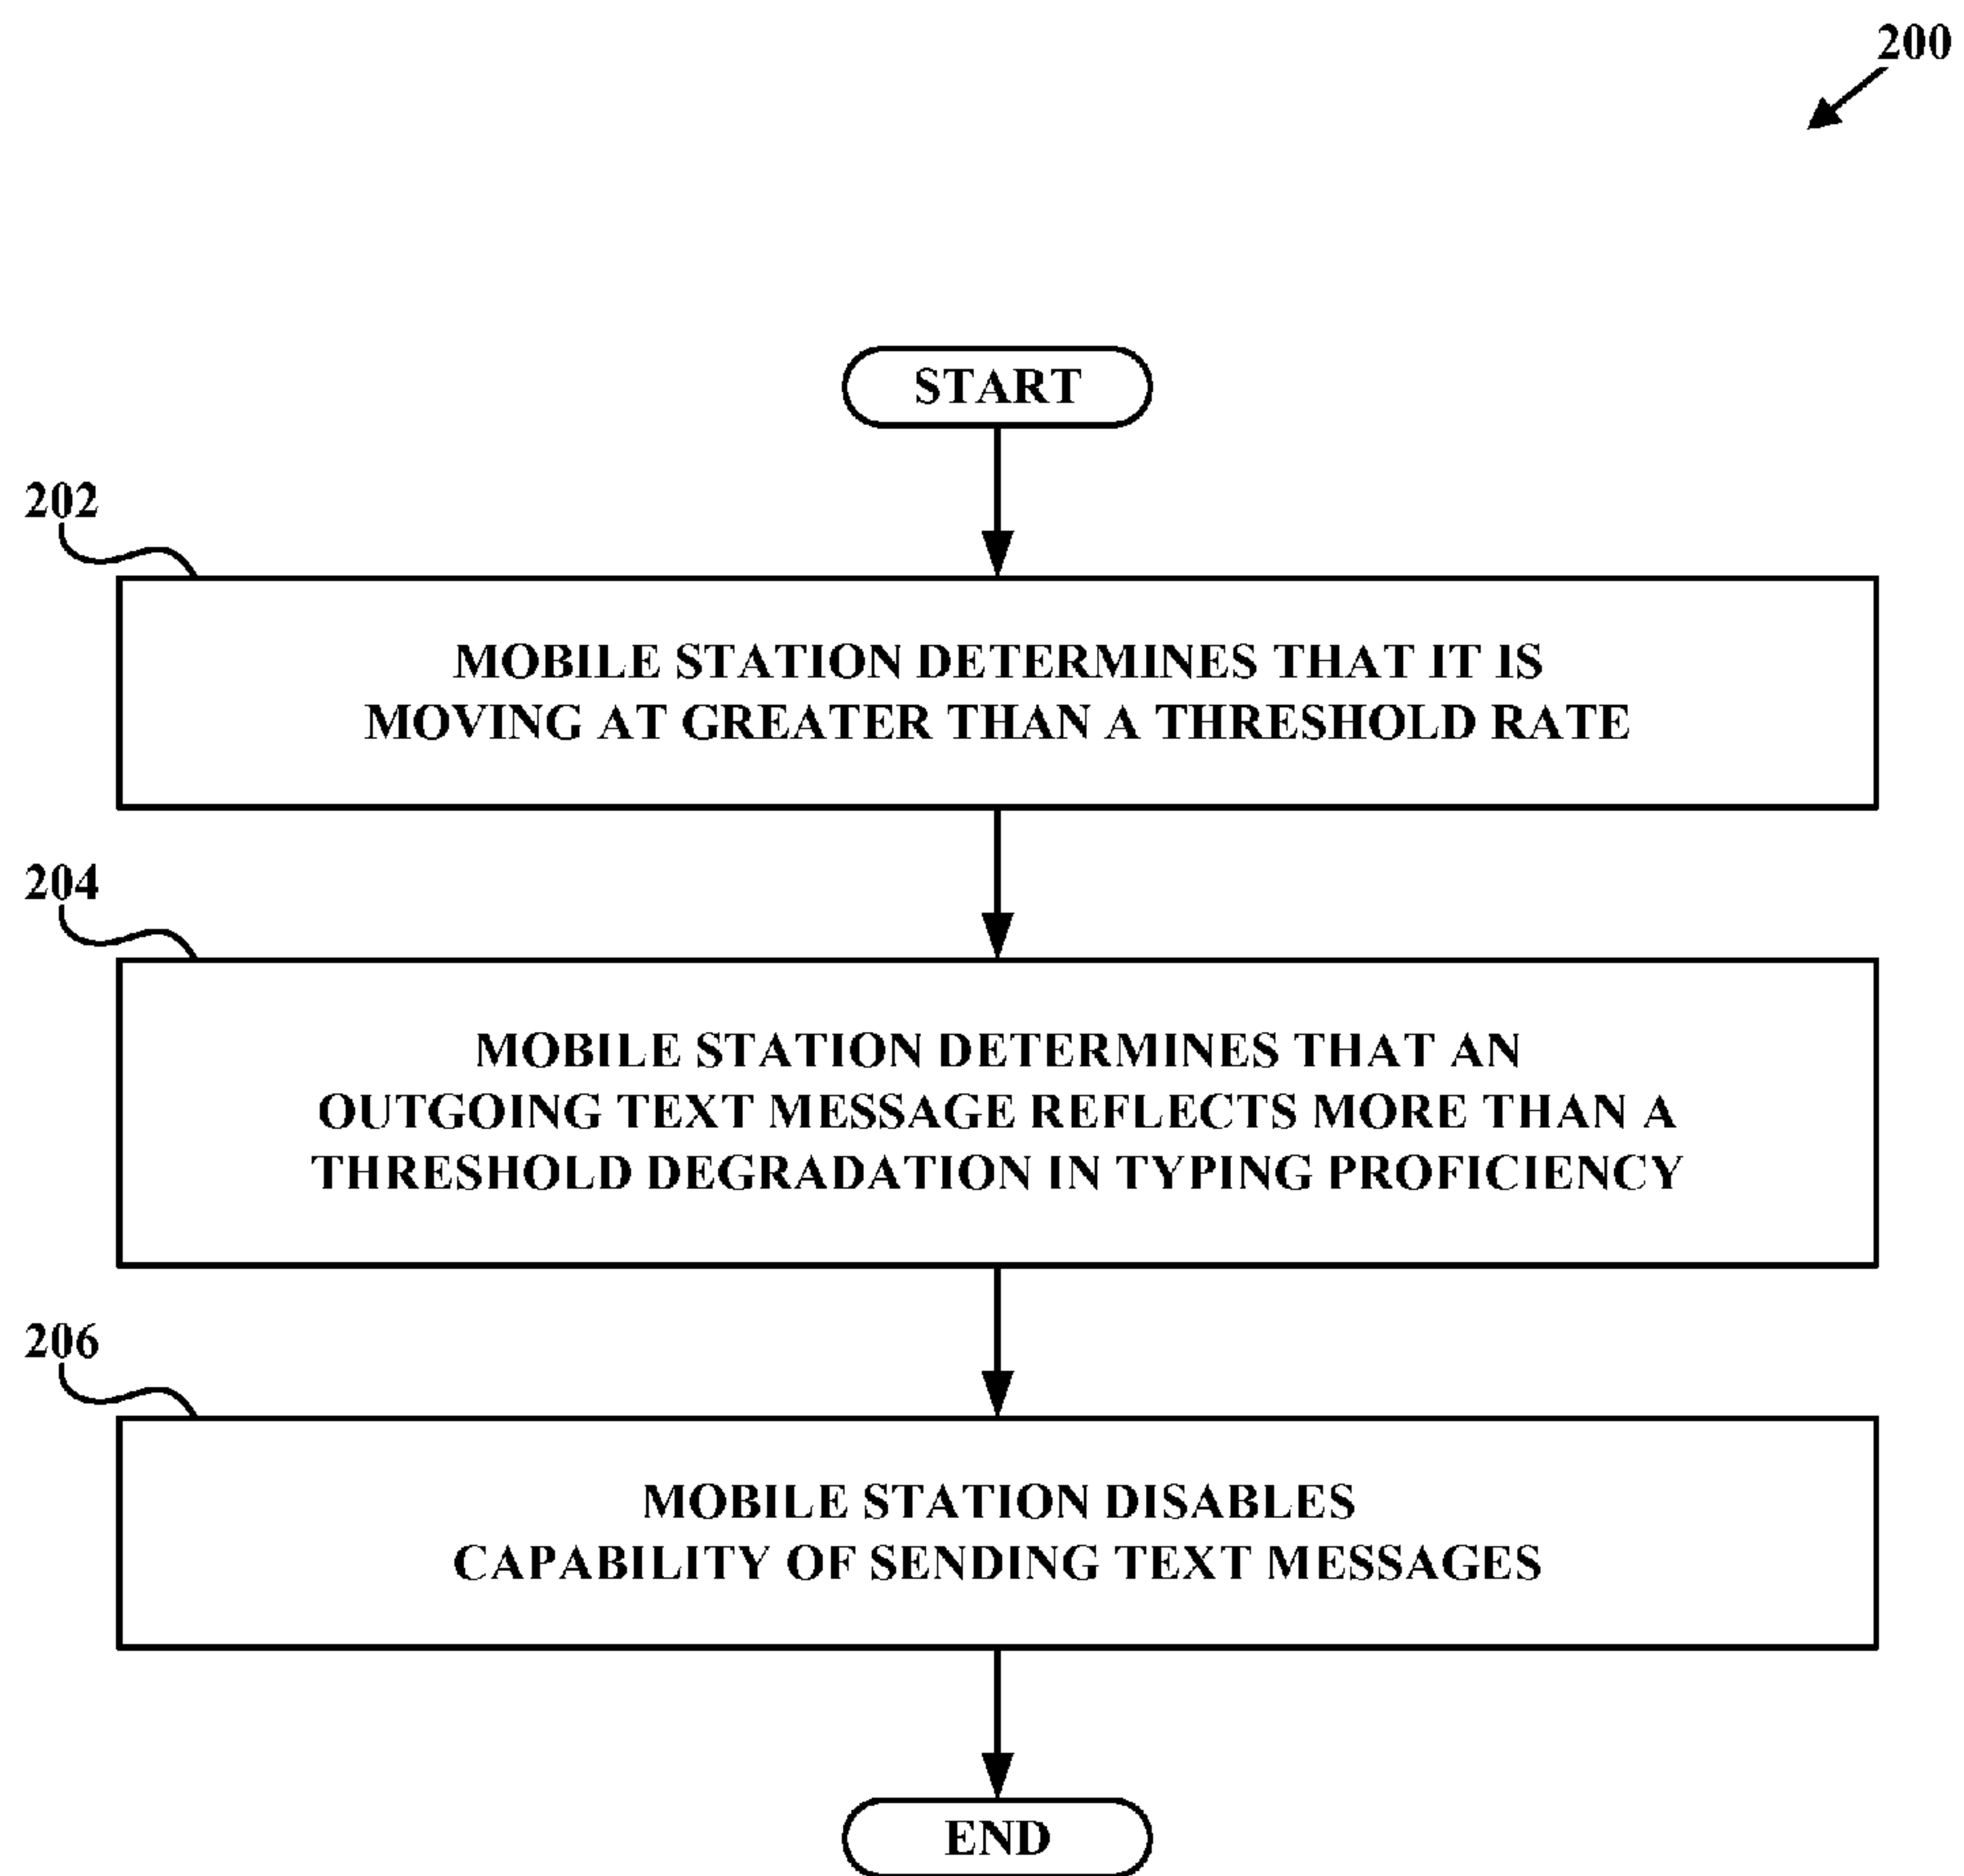 200
START
202
MOBILE STATION DETERMINES THAT IT IS
MOVING AT GREATER THAN A THRESHOLD RATE
204
MOBILE STATION DETERMINES THAT AN
OUTGOING TEXT MESSAGE REFLECTS MORE THAN A
THRESHOLD DEGRADATION IN TYPING PROFICIENCY
206
MOBILE STATION DISABLES
CAPABILITY OF SENDING TEXT MESSAGES
END